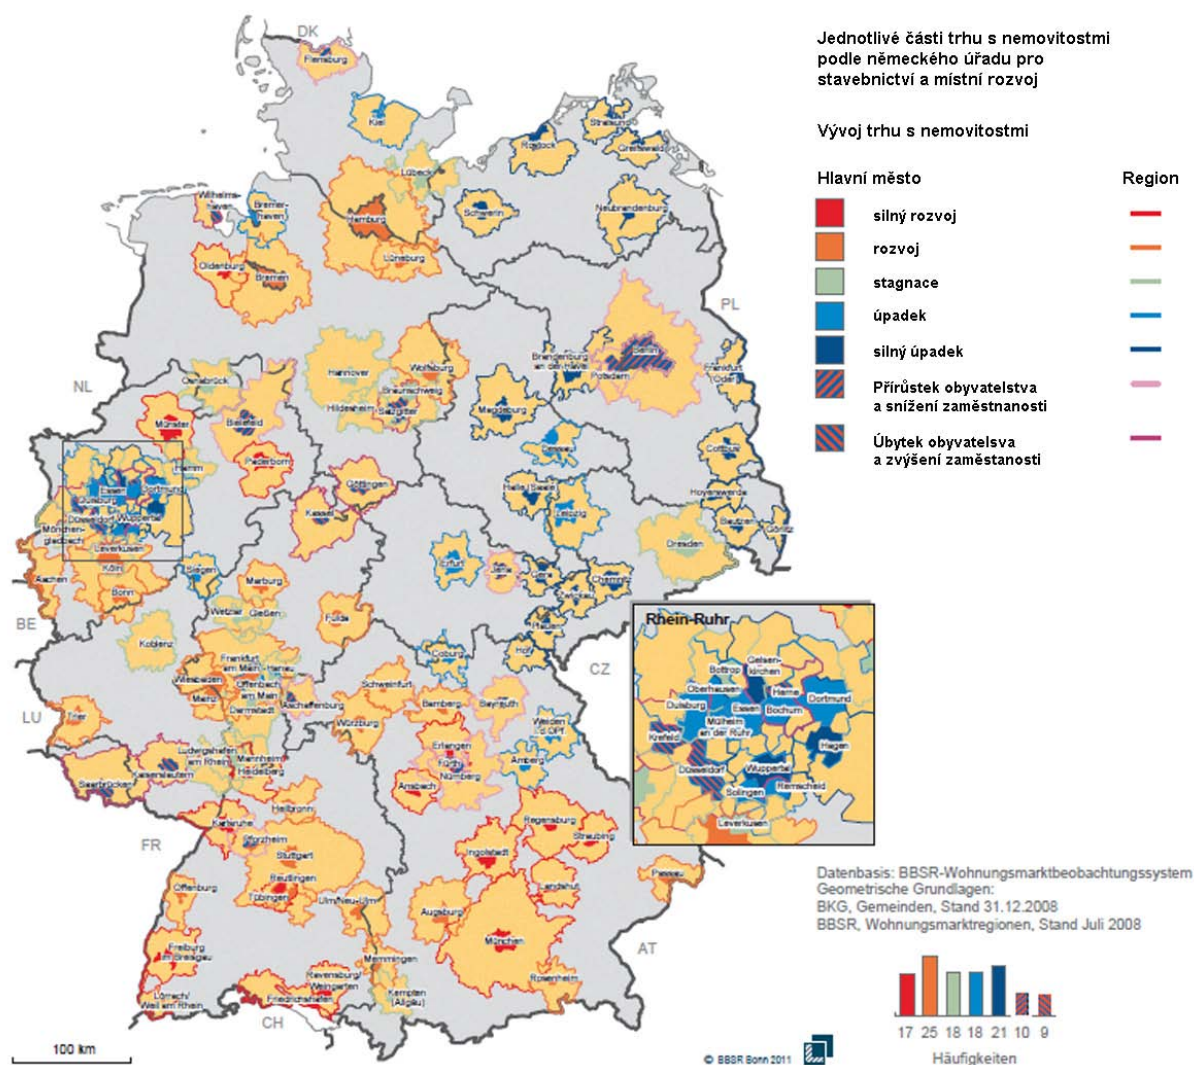 Jednotlivé části trhu s nemovitostmi
podle německého úřadu pro
stavebnictví a místní rozvoj
Vývoj trhu s nemovitostmi
Hlavní město
Region
silný rozvoj
rozvoj
stagnace
úpadek
silný úpadek
Přírůstek obyvatelstva
a snížení zaměstnanosti
Úbytek obyvatelsva
a zvýšení zaměstanosti
DK
Flensburg
Kiel
Stralsund
Rostock
Greifswald
Lübeck
Wilhelms-
haven
Bremer-
haven
Hamburg
Schwerin
Neubrandenburg
Oldenburg
Bremen
Lüneburg
PL
NL
Osnabrück
Hannover
Wolfsburg
Braunschweig
Hildesheim
Salzgitter
Brandenburg
an der Havel
Berlin
Potsdam
Frankfurt
(Oder)
Magdeburg
Münster
Bielefeld
Paderborn
Hamm
Dessau
Cottbus
Essen
Dortmund
Duisburg
Düsseldorf
Wuppertal
Mönchen-
gladbach
Leverkusen
Göttingen
Kassel
Halle/Saale
Leipzig
Hoyerswerda
Bautzen
Görlitz
Dresden
Köln
Aachen
Bonn
Siegen
Marburg
Erfurt
Jena
Gera
Chemnitz
Zwickau
Plauen
Hof
BE
Wetzlar
Gießen
Fulda
Koblenz
Coburg
CZ
Frankfurt
am Main
Hanau
Wiesbaden
Offenbach
am Main
Mainz
Darmstadt
Aschaffenburg
Schweinfurt
Bamberg
Bayreuth
Würzburg
LU
Trier
Weiden
i.d.OPf.
Amberg
Ludwigshafen
am Rhein
Mannheim
Heidelberg
Kaiserslautern
Saarbrücken
Erlangen
Fürth
Nürnberg
Ansbach
Heilbronn
Karlsruhe
Pforzheim
Stuttgart
Reutlingen
Tübingen
FR
Regensburg
Straubing
Ingolstadt
Landshut
Passau
Offenburg
Ulm/Neu-Ulm
Augsburg
München
Freiburg
im Breisgau
Memmingen
Rosenheim
AT
Lörrach/
Weil am Rhein
Ravensburg/
Weingarten
Friedrichshafen
Kempten
(Allgäu)
CH
Rhein-Ruhr
Gelsen-
kirchen
Bottrop
Oberhausen
Herne
Dortmund
Duisburg
Essen
Bochum
Mülheim
an der Ruhr
Krefeld
Hagen
Düsseldorf
Wuppertal
Solingen
Remscheid
Leverkusen
Datenbasis: BBSR-Wohnungsmarktbeobachtungssystem
Geometrische Grundlagen:
BKG, Gemeinden, Stand 31.12.2008
BBSR, Wohnungsmarktregionen, Stand Juli 2008
17 25 18 18 21 10 9
Häufigkeiten
100 km
© BBSR Bonn 2011